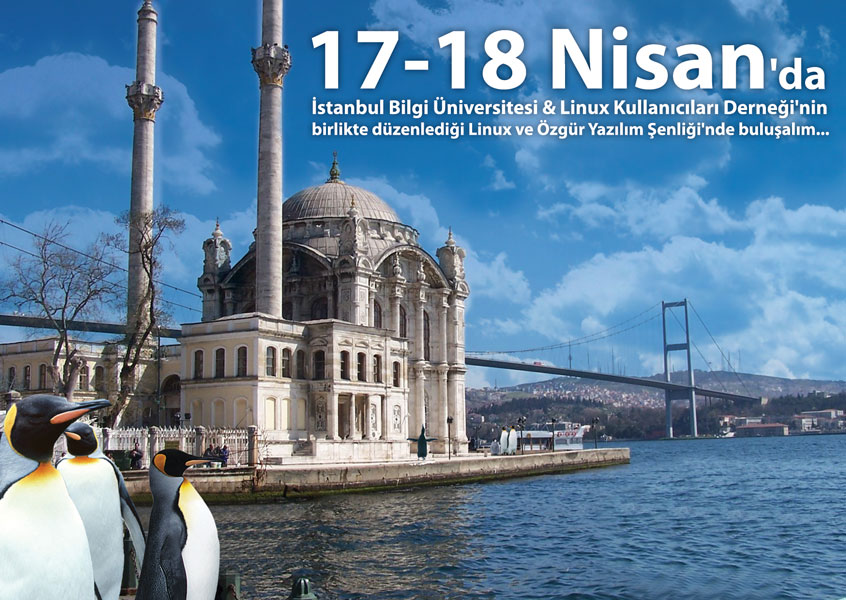 17-18 Nisan'da
İstanbul Bilgi Üniversitesi & Linux Kullanıcıları Derneği'nin
birlikte düzenlediği Linux ve Özgür Yazılım Şenliği'nde buluşalım...